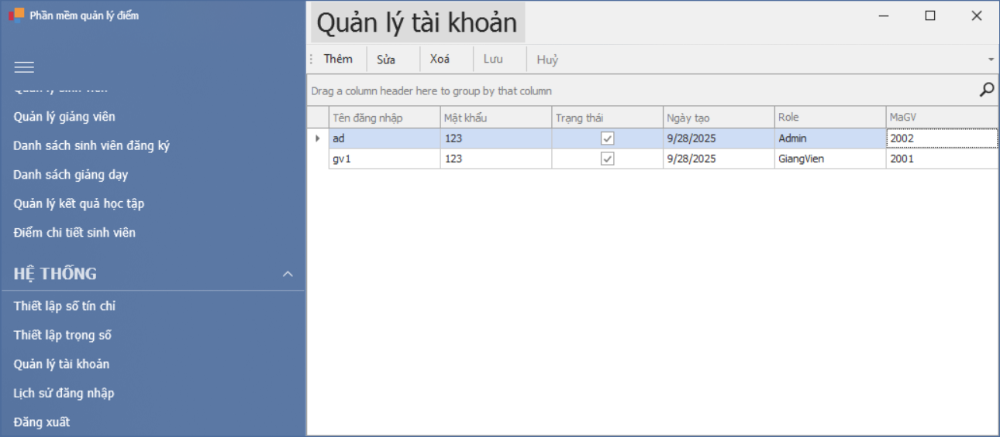 Phần mềm quản lý điểm
Quản lý giảng viên
Danh sách sinh viên đăng ký
Danh sách giảng dạy
Quản lý kết quả học tập
Điểm chi tiết sinh viên
HỆ THỐNG
Thiết lập số tín chỉ
Thiết lập trọng số
Quản lý tài khoản
Lịch sử đăng nhập
Đăng xuất
Quản lý tài khoản
Thêm Sửa Xoá Lưu Huỷ
Drag a column header here to group by that column
Tên đăng nhập Mật khẩu Trạng thái Ngày tạo Role MaGV
ad 123 9/28/2025 Admin 2002
gv1 123 9/28/2025 GiangVien 2001